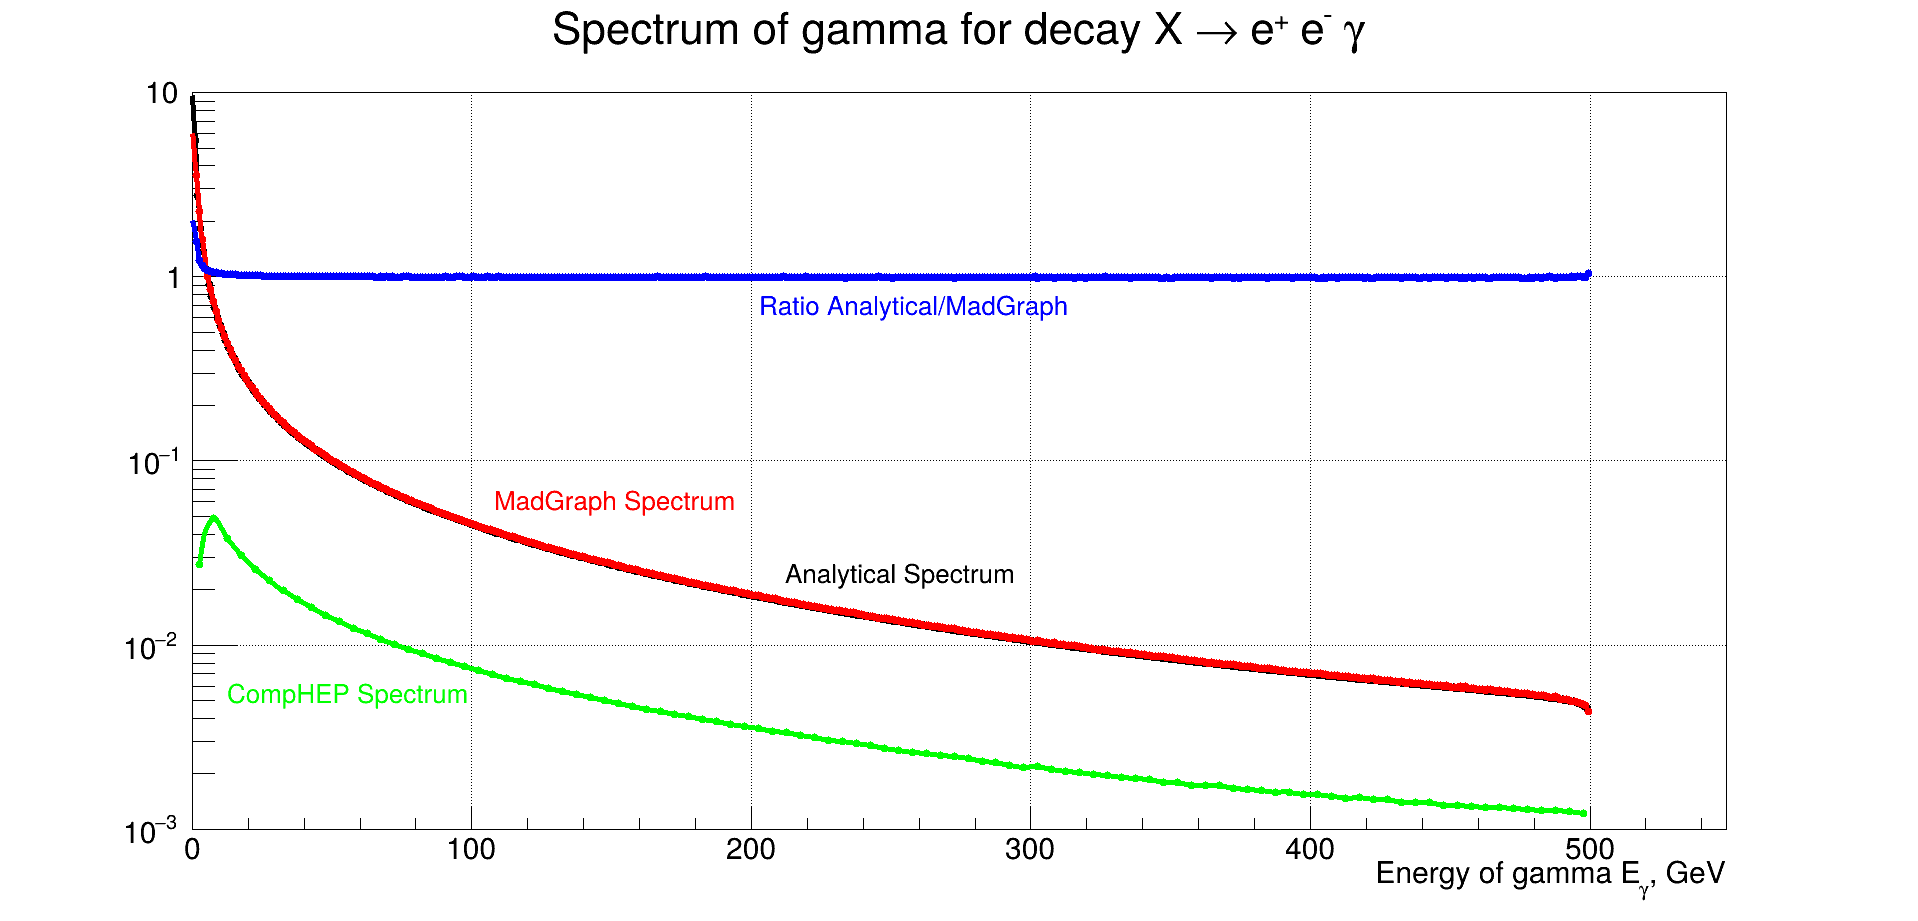 Spectrum of gamma for decay X → e⁺ e⁻ γ
10
1
10⁻¹
10⁻²
10⁻³
Ratio Analytical/MadGraph
MadGraph Spectrum
Analytical Spectrum
CompHEP Spectrum
0 100 200 300 400 500
Energy of gamma E_γ, GeV